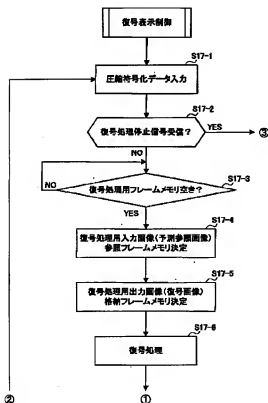 復号表示制御
S17-1
圧縮符号化データ入力
S17-2
復号処理停止信号受信?
YES
③
NO
S17-3
復号処理用フレームメモリ空き?
NO
YES
S17-4
復号処理用入力画像(予測参照画像)
参照フレームメモリ決定
S17-5
復号処理用出力画像(復号画像)
格納フレームメモリ決定
S17-6
復号処理
②
①